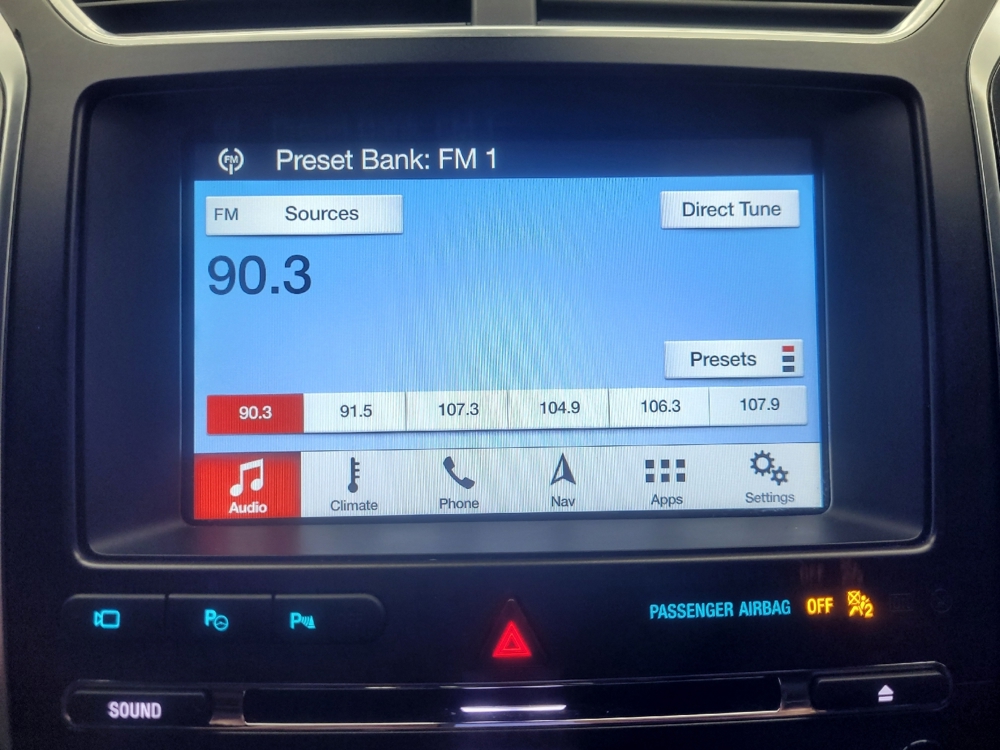 FM Preset Bank: FM 1
FM Sources Direct Tune
90.3
Presets
90.3 91.5 107.3 104.9 106.3 107.9
Audio Climate Phone Nav Apps Settings
P P PASSENGER AIRBAG OFF 2
SOUND